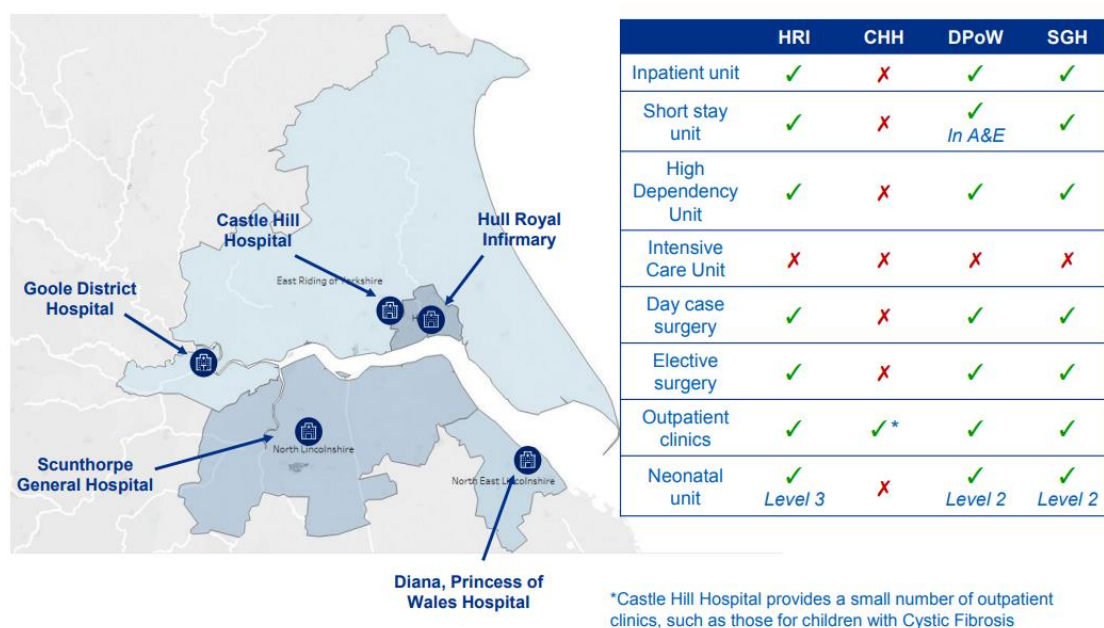 Castle Hill
Hospital
Hull Royal
Infirmary
East Riding of Yorkshire
Goole District
Hospital
Scunthorpe
General Hospital
North Lincolnshire
North East Lincolnshire
Diana, Princess of
Wales Hospital
HRI CHH DPoW SGH
Inpatient unit ✓ ✗ ✓ ✓
Short stay
unit ✓ ✗ ✓ ✓
In A&E
High
Dependency
Unit ✓ ✗ ✓ ✓
Intensive
Care Unit ✗ ✗ ✗ ✗
Day case
surgery ✓ ✗ ✓ ✓
Elective
surgery ✓ ✗ ✓ ✓
Outpatient
clinics ✓ ✓* ✓ ✓
Neonatal
unit ✓ ✗ ✓ ✓
Level 3 Level 2 Level 2
*Castle Hill Hospital provides a small number of outpatient
clinics, such as those for children with Cystic Fibrosis